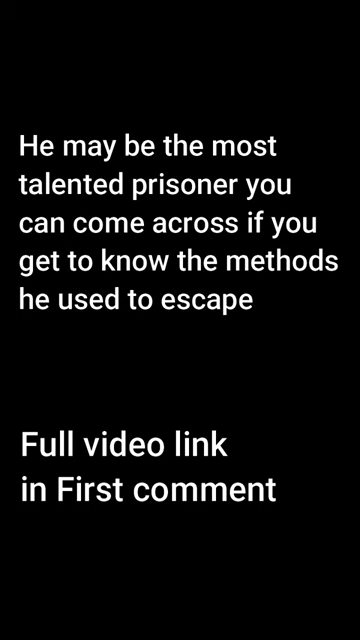 He may be the most
talented prisoner you
can come across if you
get to know the methods
he used to escape
Full video link
in First comment